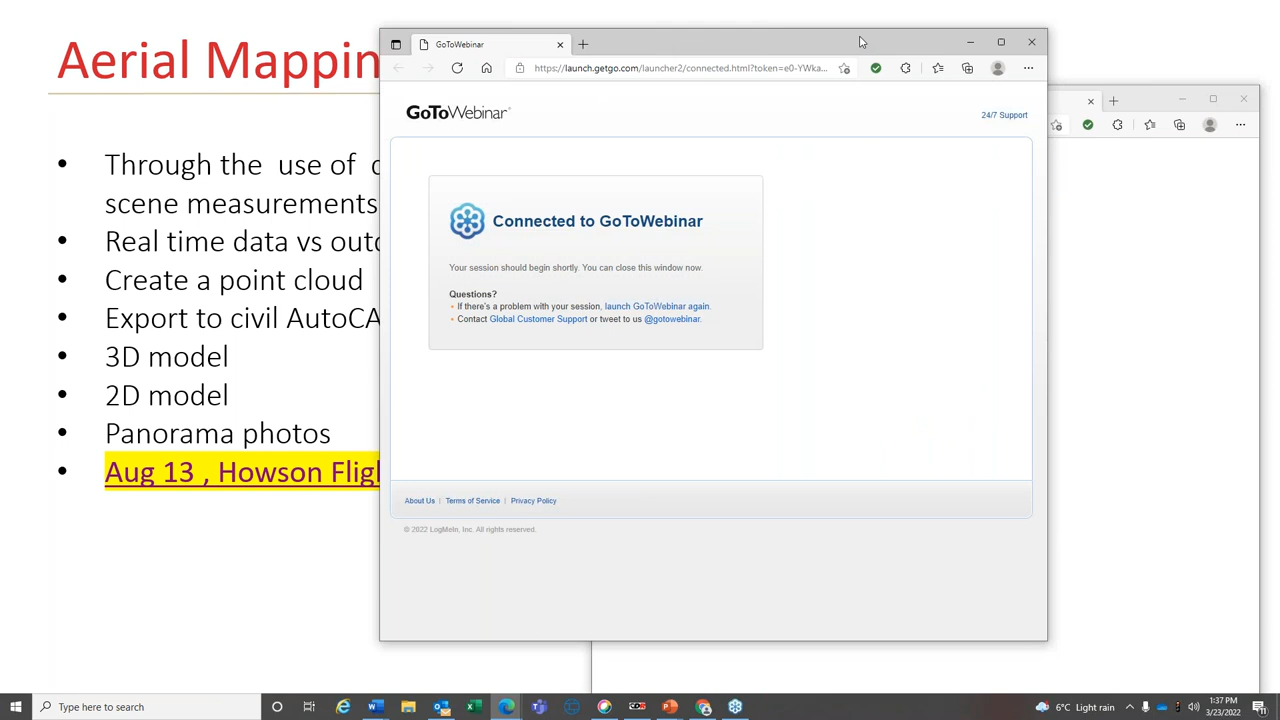 Aerial Mappin
Through the use of
scene measurements
Real time data vs out
Create a point cloud
Export to civil AutoCA
3D model
2D model
Panorama photos
Aug 13 , Howson Flig
GoToWebinar
https://launch.getgo.com/launcher2/connected.html?token=e0-YWka...
GoToWebinar
24/7 Support
Connected to GoToWebinar
Your session should begin shortly. You can close this window now.
Questions?
If there's a problem with your session, launch GoToWebinar again.
Contact Global Customer Support or tweet to us @gotowebinar.
About Us | Terms of Service | Privacy Policy
© 2022 LogMeIn, Inc. All rights reserved.
Type here to search
6°C Light rain
1:37 PM
3/23/2022